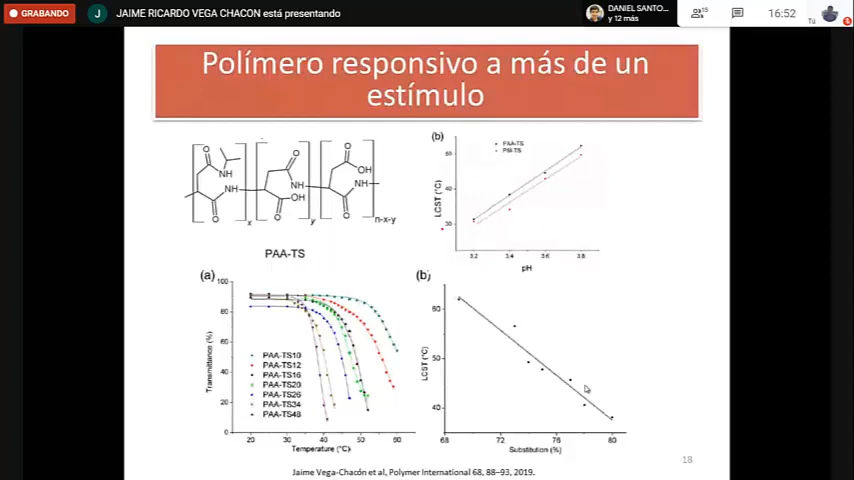 GRABANDO
J
JAIME RICARDO VEGA CHACON está presentando
DANIEL SANTO...
y 12 más
15
16:52
Tú
Polímero responsivo a más de un
estímulo
O
NH
NH
O
x
O
NH
OH
O
y
O
OH
NH
O
n-x-y
PAA-TS
(b)
PAA-TS
PSI-TS
LCST (°C)
50
40
30
3.2 3.4 3.6 3.8
pH
(a)
Transmittance (%)
100
80
60
40
20
0
PAA-TS10
PAA-TS12
PAA-TS16
PAA-TS20
PAA-TS26
PAA-TS34
PAA-TS48
20 30 40 50 60
Temperature (°C)
(b)
LCST (°C)
60
50
40
68 72 76 80
Substitution (%)
18
Jaime Vega-Chacón et al, Polymer International 68, 88–93, 2019.